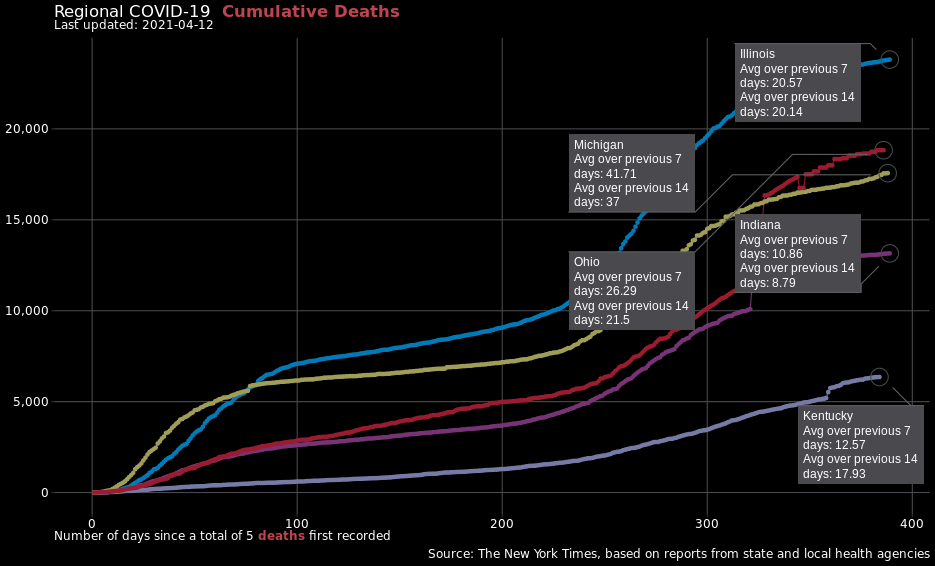 Regional COVID-19 Cumulative Deaths
Last updated: 2021-04-12
Illinois
Avg over previous 7
days: 20.57
Avg over previous 14
days: 20.14
Michigan
Avg over previous 7
days: 41.71
Avg over previous 14
days: 37
Indiana
Avg over previous 7
days: 10.86
Avg over previous 14
days: 8.79
Ohio
Avg over previous 7
days: 26.29
Avg over previous 14
days: 21.5
Kentucky
Avg over previous 7
days: 12.57
Avg over previous 14
days: 17.93
20,000
15,000
10,000
5,000
0
0 100 200 300 400
Number of days since a total of 5 deaths first recorded
Source: The New York Times, based on reports from state and local health agencies